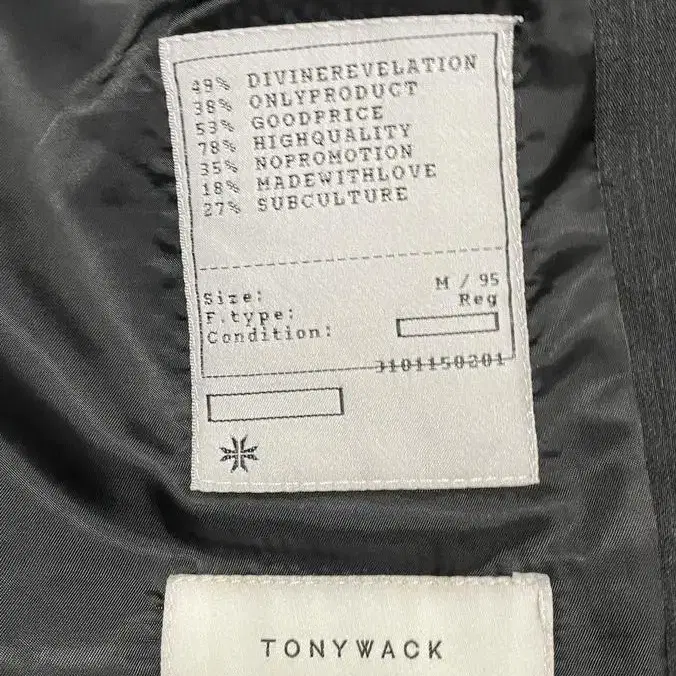 49% DIVINEREVELATION
38% ONLYPRODUCT
53% GOODPRICE
78% HIGHQUALITY
35% NOPROMOTION
18% MADEWITHLOVE
27% SUBCULTURE
Size: M / 95
F.type: Reg
Condition:
3101150201
TONYWACK